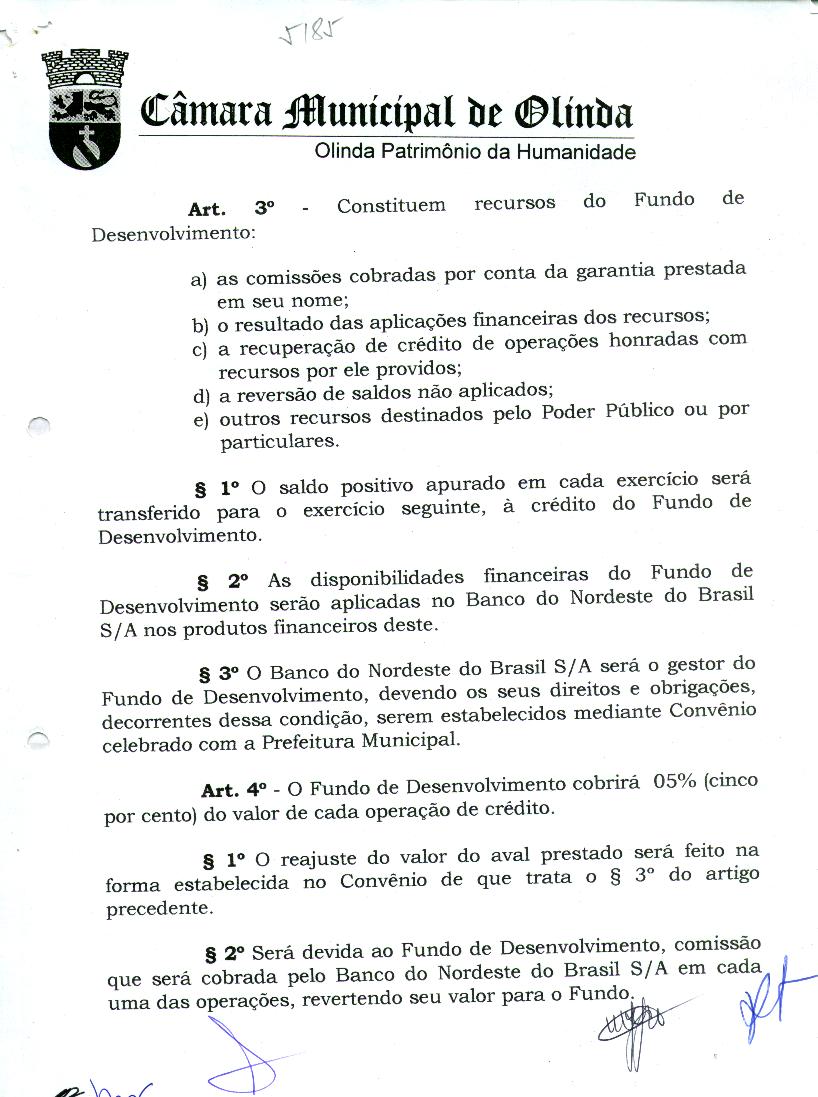 5185
Câmara Municipal de Olinda
Olinda Patrimônio da Humanidade
Art. 3º - Constituem recursos do Fundo de
Desenvolvimento:
a) as comissões cobradas por conta da garantia prestada
em seu nome;
b) o resultado das aplicações financeiras dos recursos;
c) a recuperação de crédito de operações honradas com
recursos por ele providos;
d) a reversão de saldos não aplicados;
e) outros recursos destinados pelo Poder Público ou por
particulares.
§ 1º O saldo positivo apurado em cada exercício será
transferido para o exercício seguinte, à crédito do Fundo de
Desenvolvimento.
§ 2º As disponibilidades financeiras do Fundo de
Desenvolvimento serão aplicadas no Banco do Nordeste do Brasil
S/A nos produtos financeiros deste.
§ 3º O Banco do Nordeste do Brasil S/A será o gestor do
Fundo de Desenvolvimento, devendo os seus direitos e obrigações,
decorrentes dessa condição, serem estabelecidos mediante Convênio
celebrado com a Prefeitura Municipal.
Art. 4º - O Fundo de Desenvolvimento cobrirá 05% (cinco
por cento) do valor de cada operação de crédito.
§ 1º O reajuste do valor do aval prestado será feito na
forma estabelecida no Convênio de que trata o § 3º do artigo
precedente.
§ 2º Será devida ao Fundo de Desenvolvimento, comissão
que será cobrada pelo Banco do Nordeste do Brasil S/A em cada
uma das operações, revertendo seu valor para o Fundo.